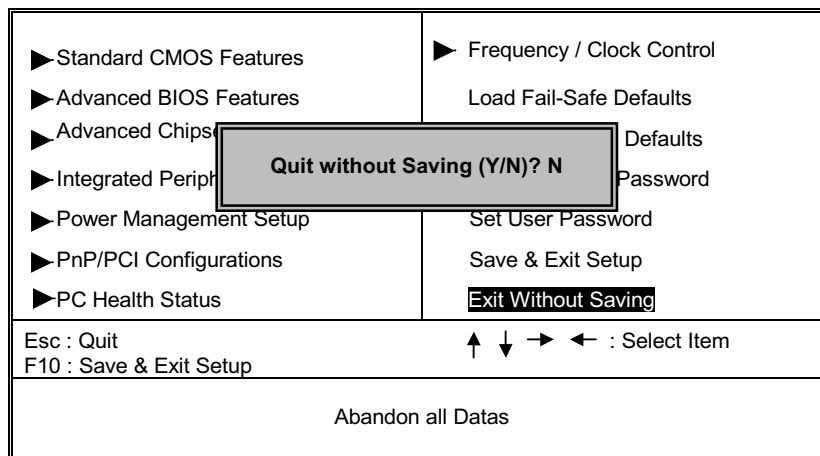 Standard CMOS Features
Advanced BIOS Features
Advanced
Integrated
Power Management Setup
PnP/PCI Configurations
PC Health Status
Frequency / Clock Control
Load Fail-Safe Defaults
Defaults
Password
Set User Password
Save & Exit Setup
Exit Without Saving
Quit without Saving (Y/N)? N
Esc : Quit
F10 : Save & Exit Setup
↑ ↓ → ← : Select Item
Abandon all Datas